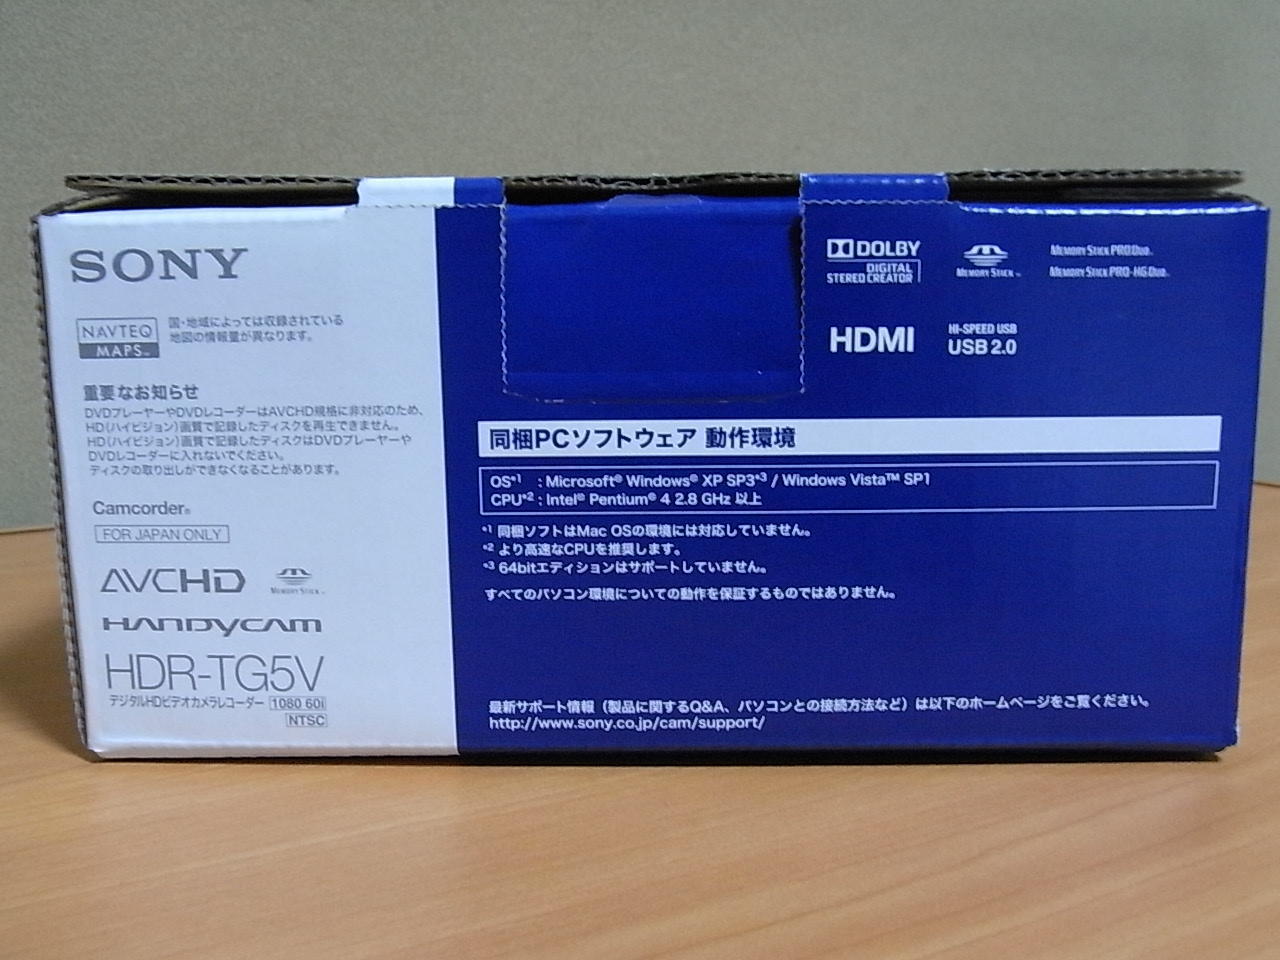 SONY
NAVTEQ
MAPS™
国・地域によっては収録されている
地図の情報量が異なります。
重要なお知らせ
DVDプレーヤーやDVDレコーダーはAVCHD規格に非対応のため、
HD(ハイビジョン)画質で記録したディスクを再生できません。
HD(ハイビジョン)画質で記録したディスクはDVDプレーヤーや
DVDレコーダーに入れないでください。
ディスクの取り出しができなくなることがあります。
Camcorder®
FOR JAPAN ONLY
AVCHD
MEMORY STICK™
HANDYCAM
HDR-TG5V
デジタルHDビデオカメラレコーダー 1080 60i
NTSC
DOLBY
DIGITAL
STEREO CREATOR
MEMORY STICK™
MEMORY STICK PRO DUO™
MEMORY STICK PRO-HG DUO™
HDMI
HI-SPEED USB
USB 2.0
同梱PCソフトウェア 動作環境
OS*1 : Microsoft® Windows® XP SP3*3 / Windows Vista™ SP1
CPU*2 : Intel® Pentium® 4 2.8 GHz 以上
*1 同梱ソフトはMac OSの環境には対応していません。
*2 より高速なCPUを推奨します。
*3 64bitエディションはサポートしていません。
すべてのパソコン環境についての動作を保証するものではありません。
最新サポート情報（製品に関するQ&A、パソコンとの接続方法など）は以下のホームページをご覧ください。
http://www.sony.co.jp/cam/support/